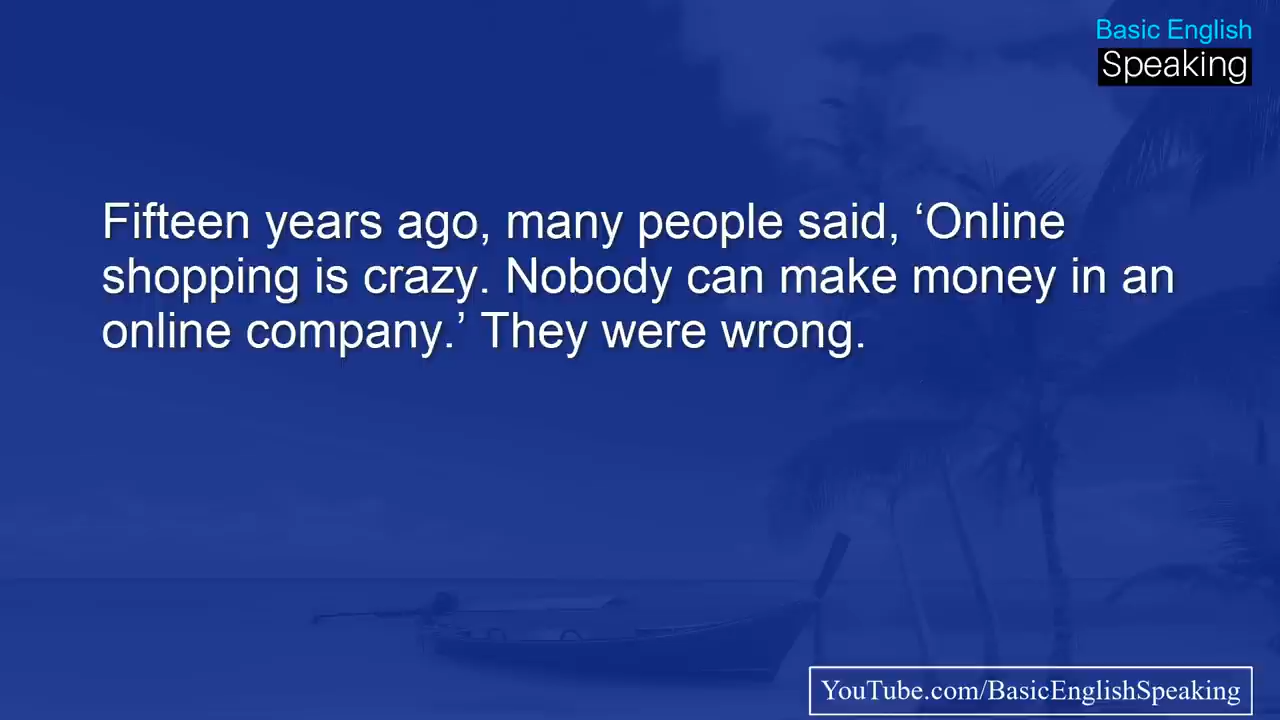 Basic English
Speaking
Fifteen years ago, many people said, ‘Online
shopping is crazy. Nobody can make money in an
online company.’ They were wrong.
YouTube.com/BasicEnglishSpeaking